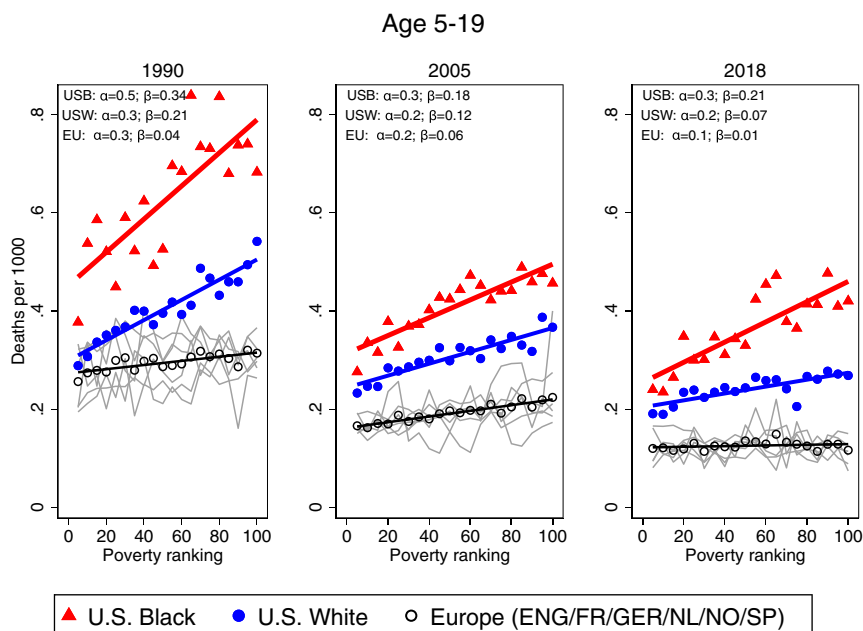 Age 5-19
1990
2005
2018
USB: α=0.5; β=0.34
USW: α=0.3; β=0.21
EU: α=0.3; β=0.04
USB: α=0.3; β=0.18
USW: α=0.2; β=0.12
EU: α=0.2; β=0.06
USB: α=0.3; β=0.21
USW: α=0.2; β=0.07
EU: α=0.1; β=0.01
Deaths per 1000
.8
.6
.4
.2
0
.8
.6
.4
.2
0
.8
.6
.4
.2
0
0 20 40 60 80 100
0 20 40 60 80 100
0 20 40 60 80 100
Poverty ranking
Poverty ranking
Poverty ranking
U.S. Black
U.S. White
Europe (ENG/FR/GER/NL/NO/SP)